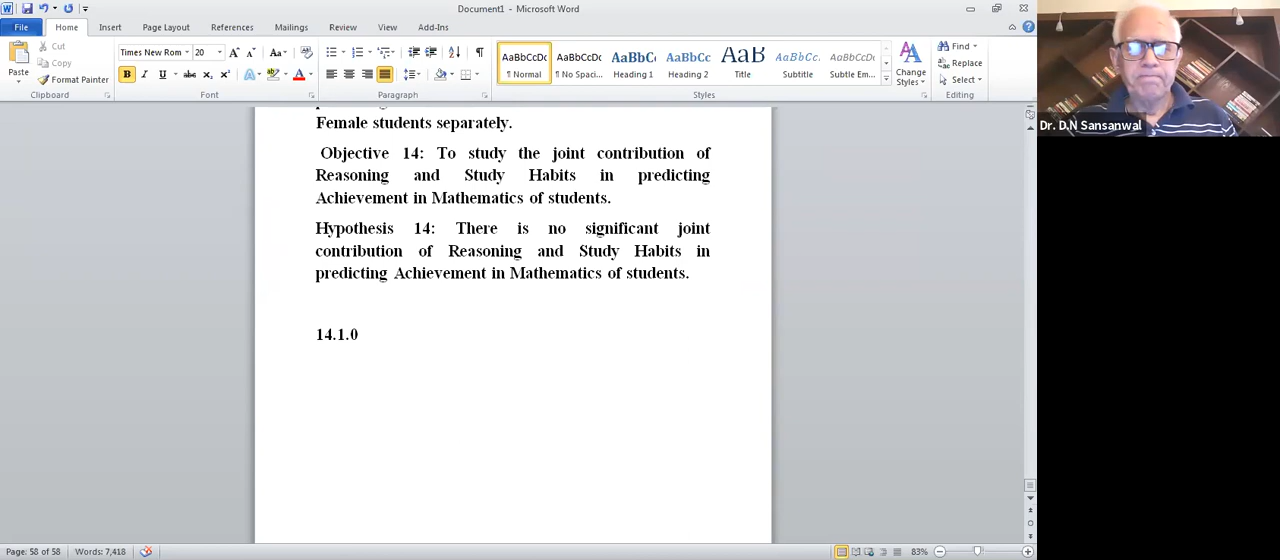 Document1 - Microsoft Word
File Home Insert Page Layout References Mailings Review View Add-Ins
Paste
Cut
Copy
Format Painter
Clipboard
Times New Rom 20
B I U abc
Font
Paragraph
AaBbCcDc AaBbCcDc AaBbC AaBbCc AaB AaBbCc. AaBbCcDc
¶ Normal ¶ No Spaci... Heading 1 Heading 2 Title Subtitle Subtle Em...
Styles
Change Styles
Find
Replace
Select
Editing
Female students separately.
Objective 14: To study the joint contribution of
Reasoning and Study Habits in predicting
Achievement in Mathematics of students.
Hypothesis 14: There is no significant joint
contribution of Reasoning and Study Habits in
predicting Achievement in Mathematics of students.
14.1.0
Page: 58 of 58 Words: 7,418
83%
Dr. D.N Sansanwal